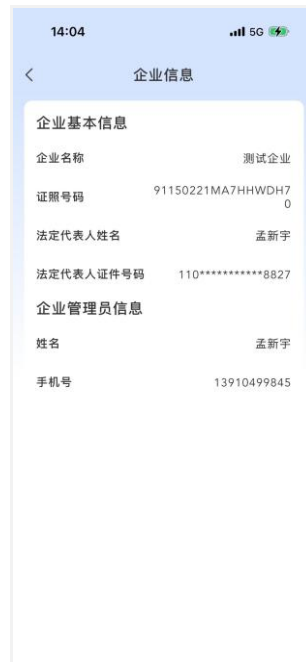 14:04 5G
企业信息
企业基本信息
企业名称 测试企业
证照号码 91150221MA7HHWDH7
0
法定代表人姓名 孟新宇
法定代表人证件号码 110***********8827
企业管理员信息
姓名 孟新宇
手机号 13910499845